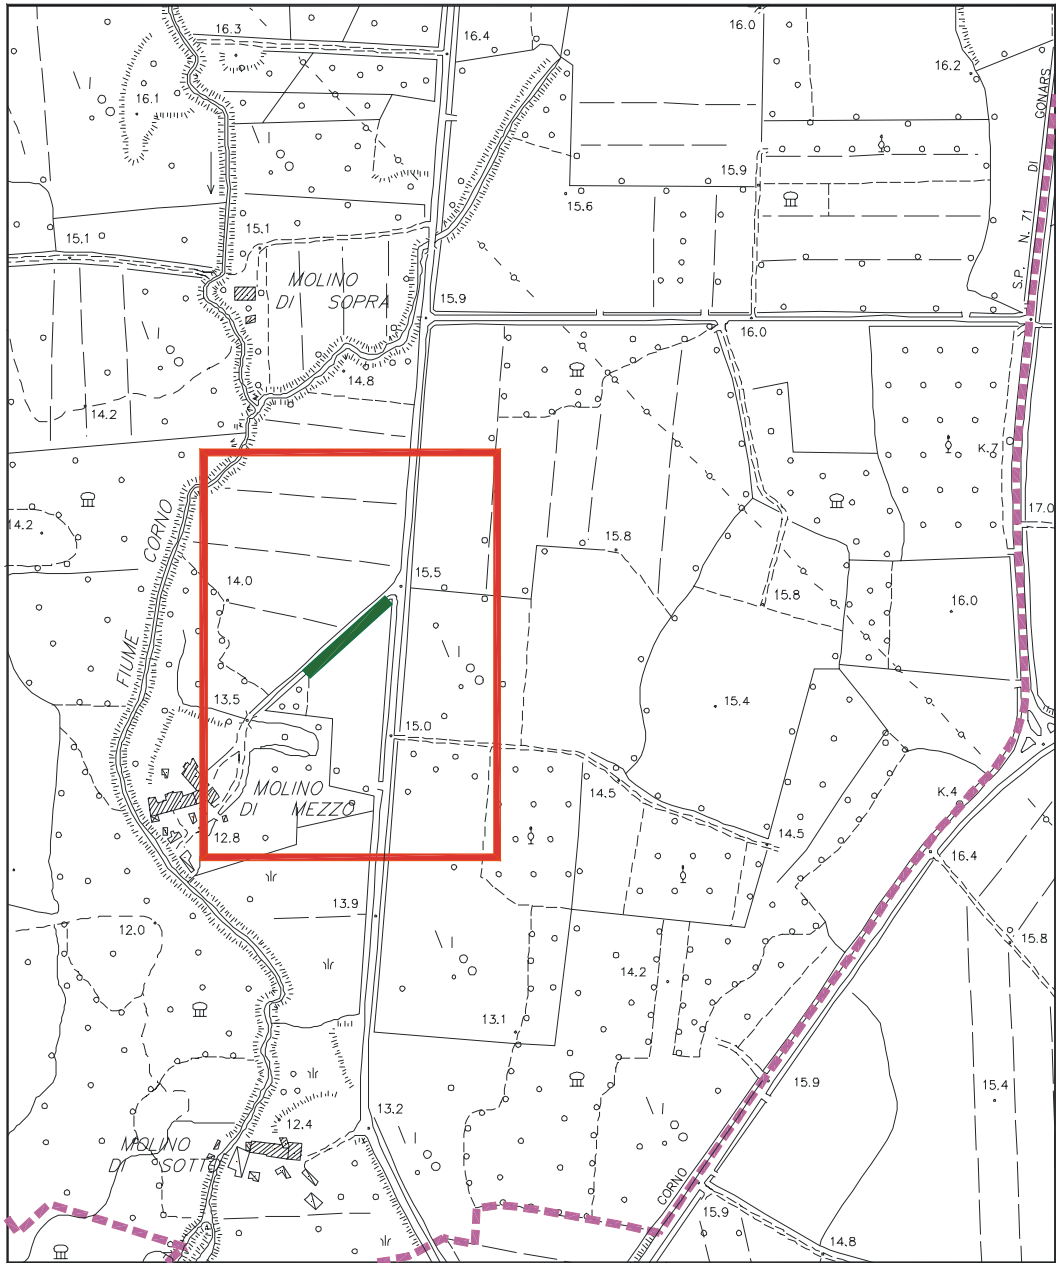 16.3
16.4
16.0
16.2
GONARS
16.1
DI
15.9
15.6
N. 71
15.1
15.1
S.P.
MOLINO
DI SOPRA
15.9
16.0
14.8
14.2
K.7
CORNO
14.2
17.0
15.8
15.5
14.0
15.8
16.0
FIUME
13.5
15.4
15.0
MOLINO
DI MEZZO
14.5
K.4
12.8
14.5
16.4
13.9
12.0
15.8
14.2
13.1
15.9
15.4
13.2
12.4
MOLINO
DI SOTTO
CORNO
15.9
14.8